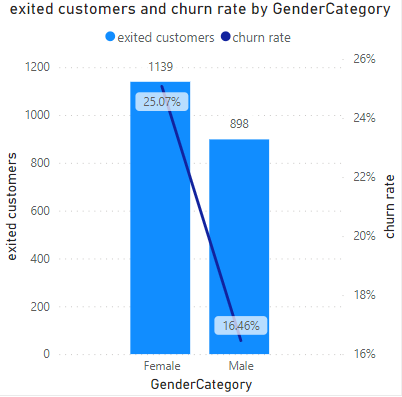 exited customers and churn rate by GenderCategory
exited customers churn rate
1200
1000
800
600
400
200
0
exited customers
1139
25.07%
898
16.46%
26%
24%
22%
20%
18%
16%
churn rate
Female Male
GenderCategory